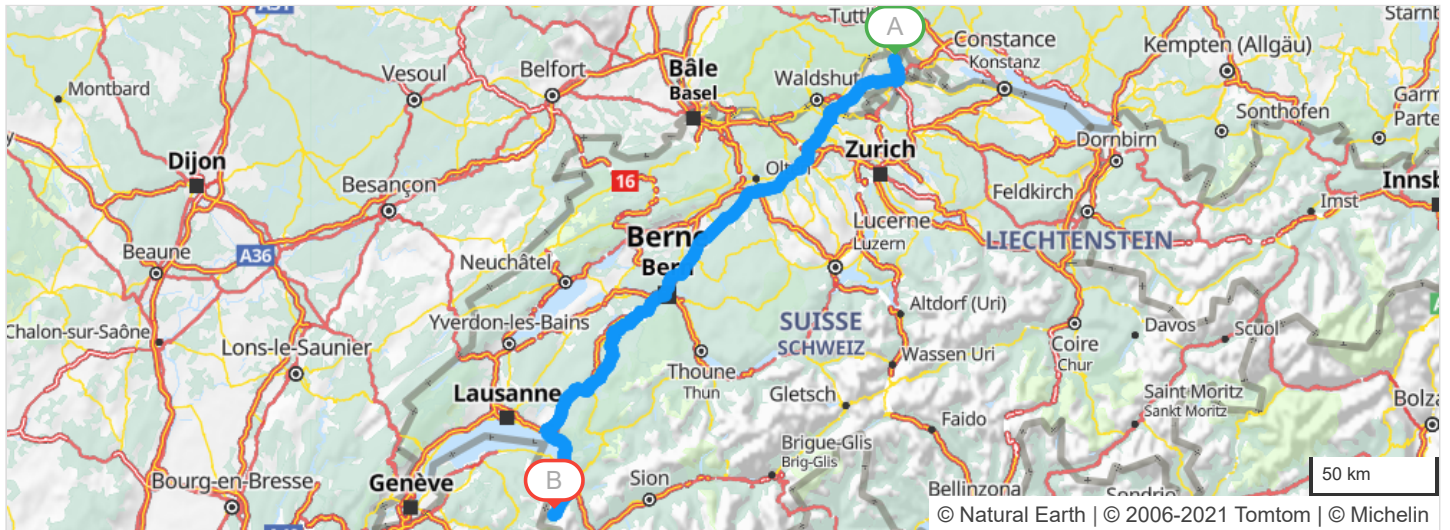 A31
Tuttl
A
Starnb
Constance
Konstanz
Kempten (Allgäu)
Vesoul
Belfort
Bâle
Basel
Waldshut
Montbard
Garm
Parte
Sonthofen
Dornbirn
Dijon
Zurich
Olten
Besançon
16
Feldkirch
Innsb
Imst
Lucerne
Luzern
Berne
Bern
LIECHTENSTEIN
Beaune
A36
Neuchâtel
Altdorf (Uri)
Chalon-sur-Saône
Yverdon-les-Bains
SUISSE
SCHWEIZ
Davos
Scuol
Lons-le-Saunier
Wassen Uri
Coire
Chur
Thoune
Thun
Lausanne
Gletsch
Saint-Moritz
Sankt Moritz
Bolza
Faido
Brigue-Glis
Brig-Glis
B
Sion
50 km
Bourg-en-Bresse
Genève
Bellinzona
Sondrio
© Natural Earth | © 2006-2021 Tomtom | © Michelin